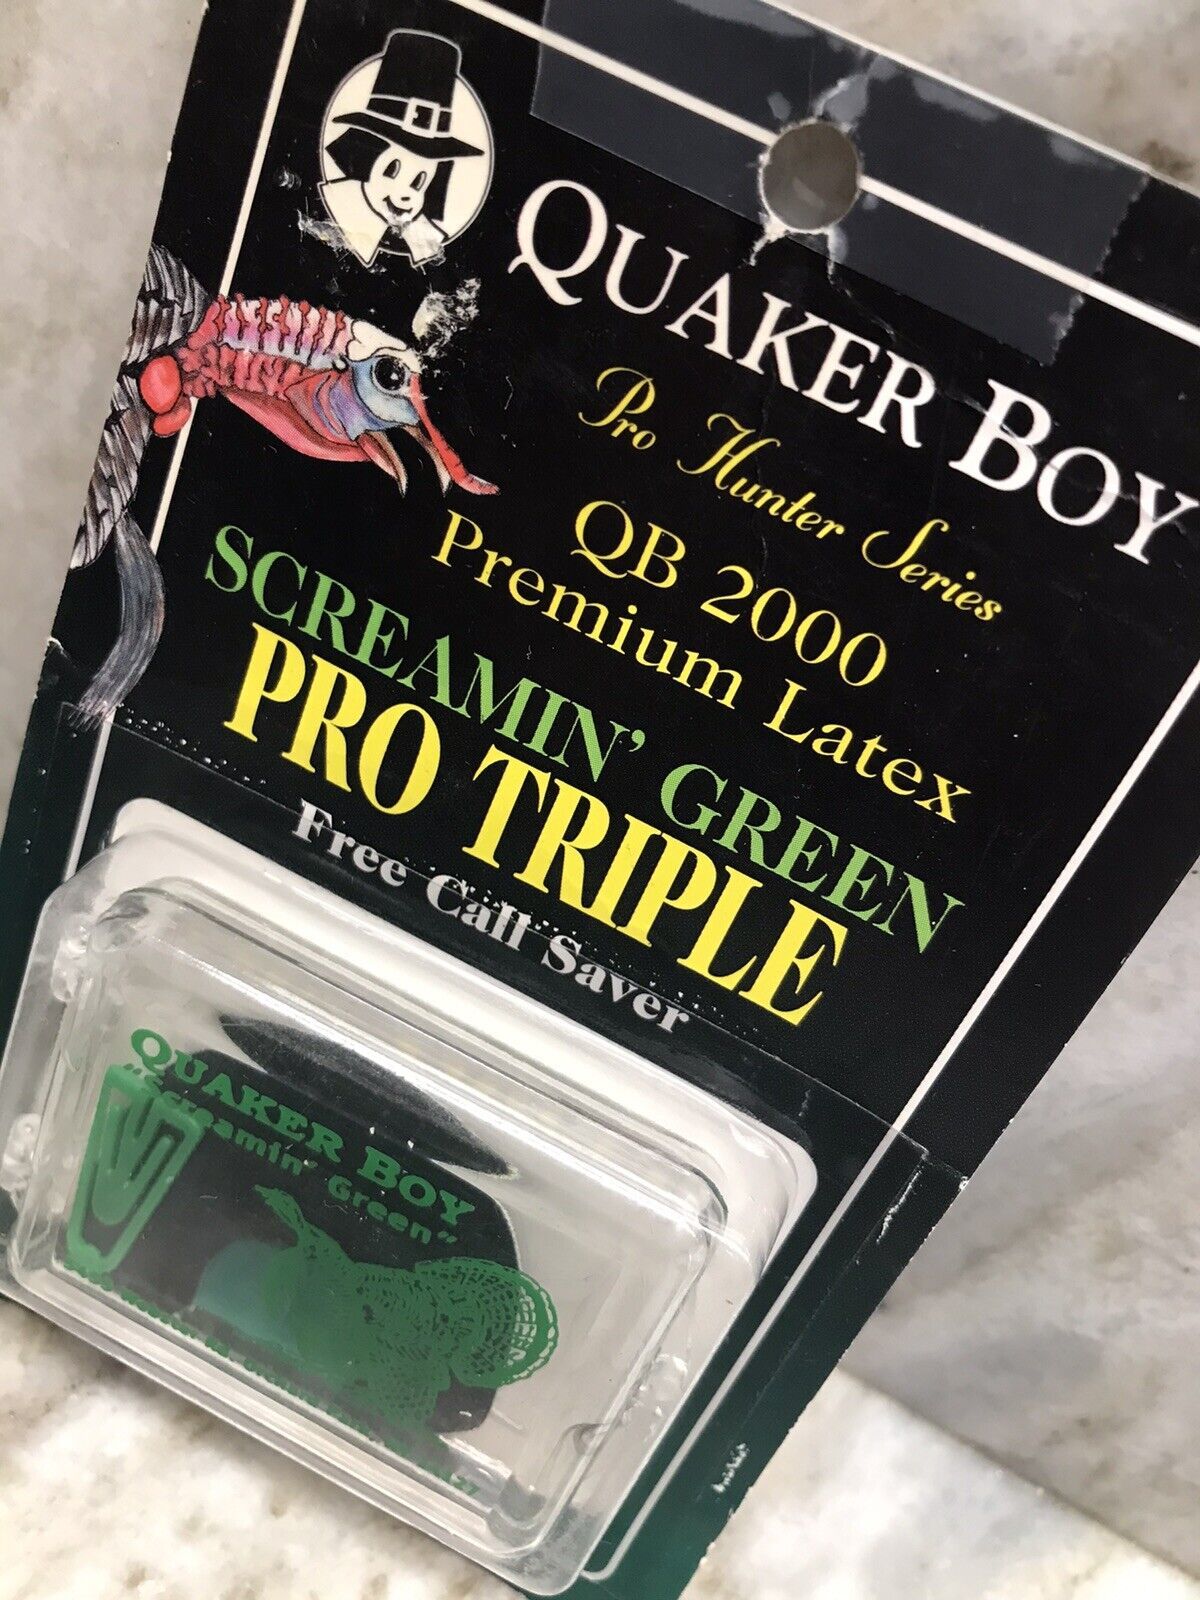 QUAKER BOY
Pro Hunter Series
QB 2000
Premium Latex
SCREAMIN' GREEN
PRO TRIPLE
Free Call Saver
QUAKER BOY
"Screamin' Green"